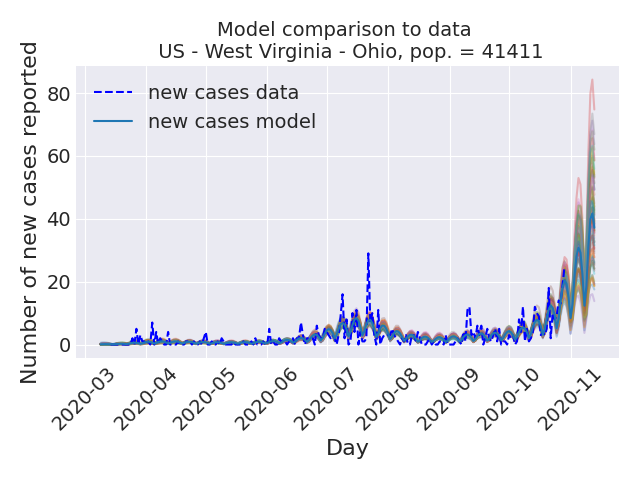 Model comparison to data
US - West Virginia - Ohio, pop. = 41411
Number of new cases reported
80
60
40
20
0
new cases data
new cases model
2020-03
2020-04
2020-05
2020-06
2020-07
2020-08
2020-09
2020-10
2020-11
Day